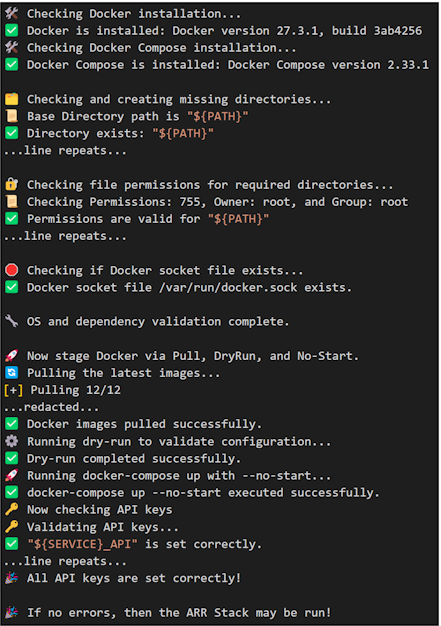 🛠 Checking Docker installation...
✅ Docker is installed: Docker version 27.3.1, build 3ab4256
🛠 Checking Docker Compose installation...
✅ Docker Compose is installed: Docker Compose version 2.33.1
📁 Checking and creating missing directories...
📜 Base Directory path is "${PATH}"
✅ Directory exists: "${PATH}"
...line repeats...
🔐 Checking file permissions for required directories...
📜 Checking Permissions: 755, Owner: root, and Group: root
✅ Permissions are valid for "${PATH}"
...line repeats...
🛑 Checking if Docker socket file exists...
✅ Docker socket file /var/run/docker.sock exists.
🔧 OS and dependency validation complete.
🚀 Now stage Docker via Pull, DryRun, and No-Start.
🔄 Pulling the latest images...
[+] Pulling 12/12
...redacted...
✅ Docker images pulled successfully.
⚙ Running dry-run to validate configuration...
✅ Dry-run completed successfully.
🚀 Running docker-compose up with --no-start...
✅ docker-compose up --no-start executed successfully.
🔑 Now checking API keys
🔑 Validating API keys...
✅ "${SERVICE}_API" is set correctly.
...line repeats...
🎉 All API keys are set correctly!
🎉 If no errors, then the ARR Stack may be run!